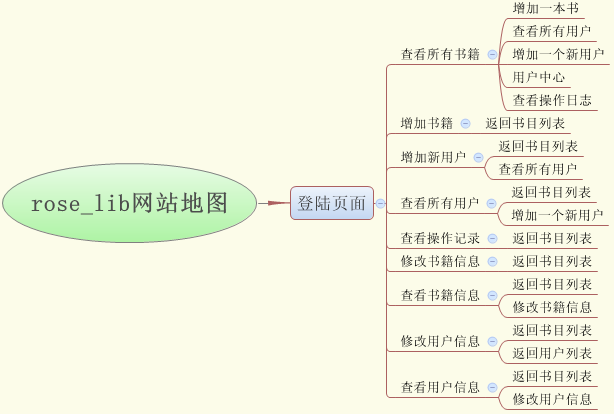 rose_lib网站地图
登陆页面
查看所有书籍
增加一本书
查看所有用户
增加一个新用户
用户中心
查看操作日志
增加书籍
返回书目列表
增加新用户
返回书目列表
查看所有用户
查看所有用户
返回书目列表
增加一个新用户
查看操作记录
返回书目列表
修改书籍信息
返回书目列表
查看书籍信息
返回书目列表
修改书籍信息
修改用户信息
返回书目列表
返回用户列表
查看用户信息
返回书目列表
修改用户信息